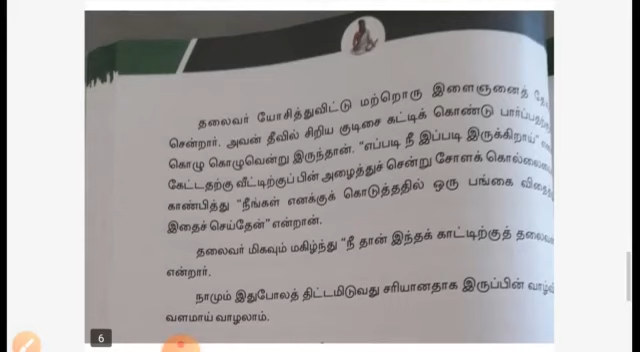 தலைவர் யோசித்துவிட்டு மற்றொரு இளைஞனைத்
சென்றார். அவன் தீவில் சிறிய குடிசை கட்டிக் கொண்டு பார்ப்பதற்கு
கொழு கொழுவென்று இருந்தான். "எப்படி நீ இப்படி இருக்கிறாய்"
கேட்டதற்கு வீட்டிற்குப்பின் அழைத்துச் சென்று சோளக்
காண்பித்து "நீங்கள் எனக்குக் கொடுத்ததில் ஒரு பங்கை
இதைச் செய்தேன்" என்றான்.
தலைவர் மிகவும் மகிழ்ந்து "நீ தான் இந்தக் காட்டிற்குத்
என்றார்.
நாமும் இதுபோலத் திட்டமிடுவது சரியானதாக இருப்பின்
வளமாய் வாழலாம்.
6